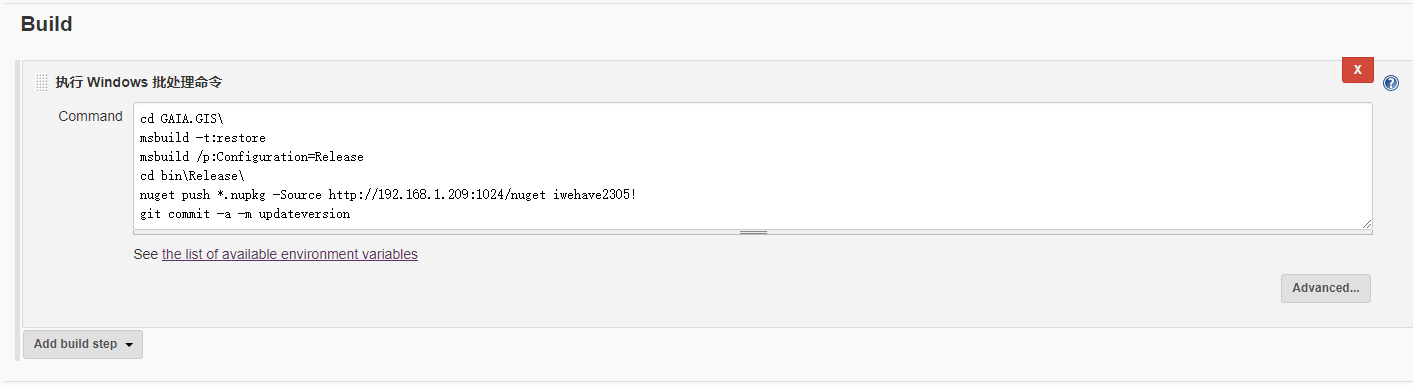 Build
执行 Windows 批处理命令
X
?
Command
cd GAIA.GIS\
msbuild -t:restore
msbuild /p:Configuration=Release
cd bin\Release\
nuget push *.nupkg -Source http://192.168.1.209:1024/nuget iwehave2305!
git commit -a -m updateversion
See the list of available environment variables
Advanced...
Add build step